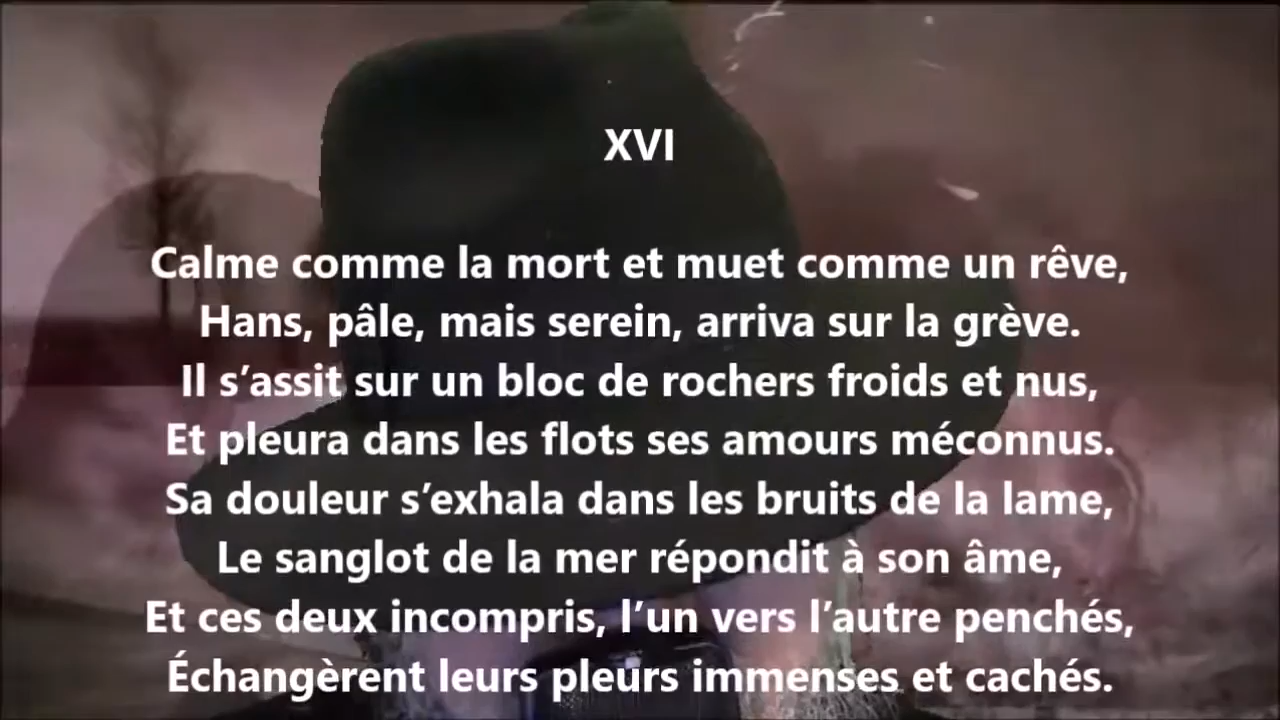 XVI
Calme comme la mort et muet comme un rêve,
Hans, pâle, mais serein, arriva sur la grève.
Il s’assit sur un bloc de rochers froids et nus,
Et pleura dans les flots ses amours méconnus.
Sa douleur s’exhala dans les bruits de la lame,
Le sanglot de la mer répondit à son âme,
Et ces deux incompris, l’un vers l’autre penchés,
Échangèrent leurs pleurs immenses et cachés.